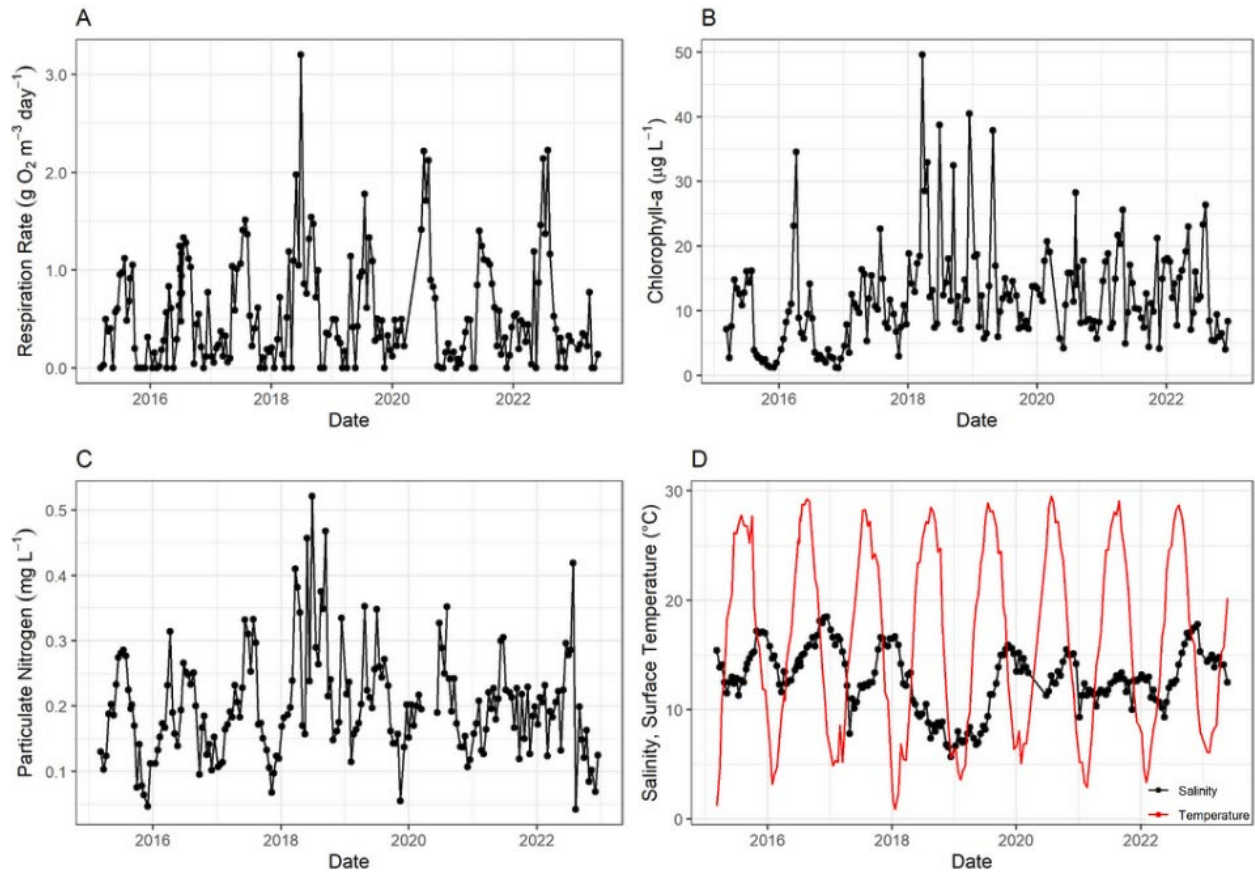 A
Respiration Rate (g O₂ m⁻³ day⁻¹)
3.0
2.0
1.0
0.0
2016 2018 2020 2022
Date
B
Chlorophyll-a (µg L⁻¹)
50
40
30
20
10
0
2016 2018 2020 2022
Date
C
Particulate Nitrogen (mg L⁻¹)
0.5
0.4
0.3
0.2
0.1
2016 2018 2020 2022
Date
D
Salinity, Surface Temperature (°C)
30
20
10
0
Salinity
Temperature
2016 2018 2020 2022
Date